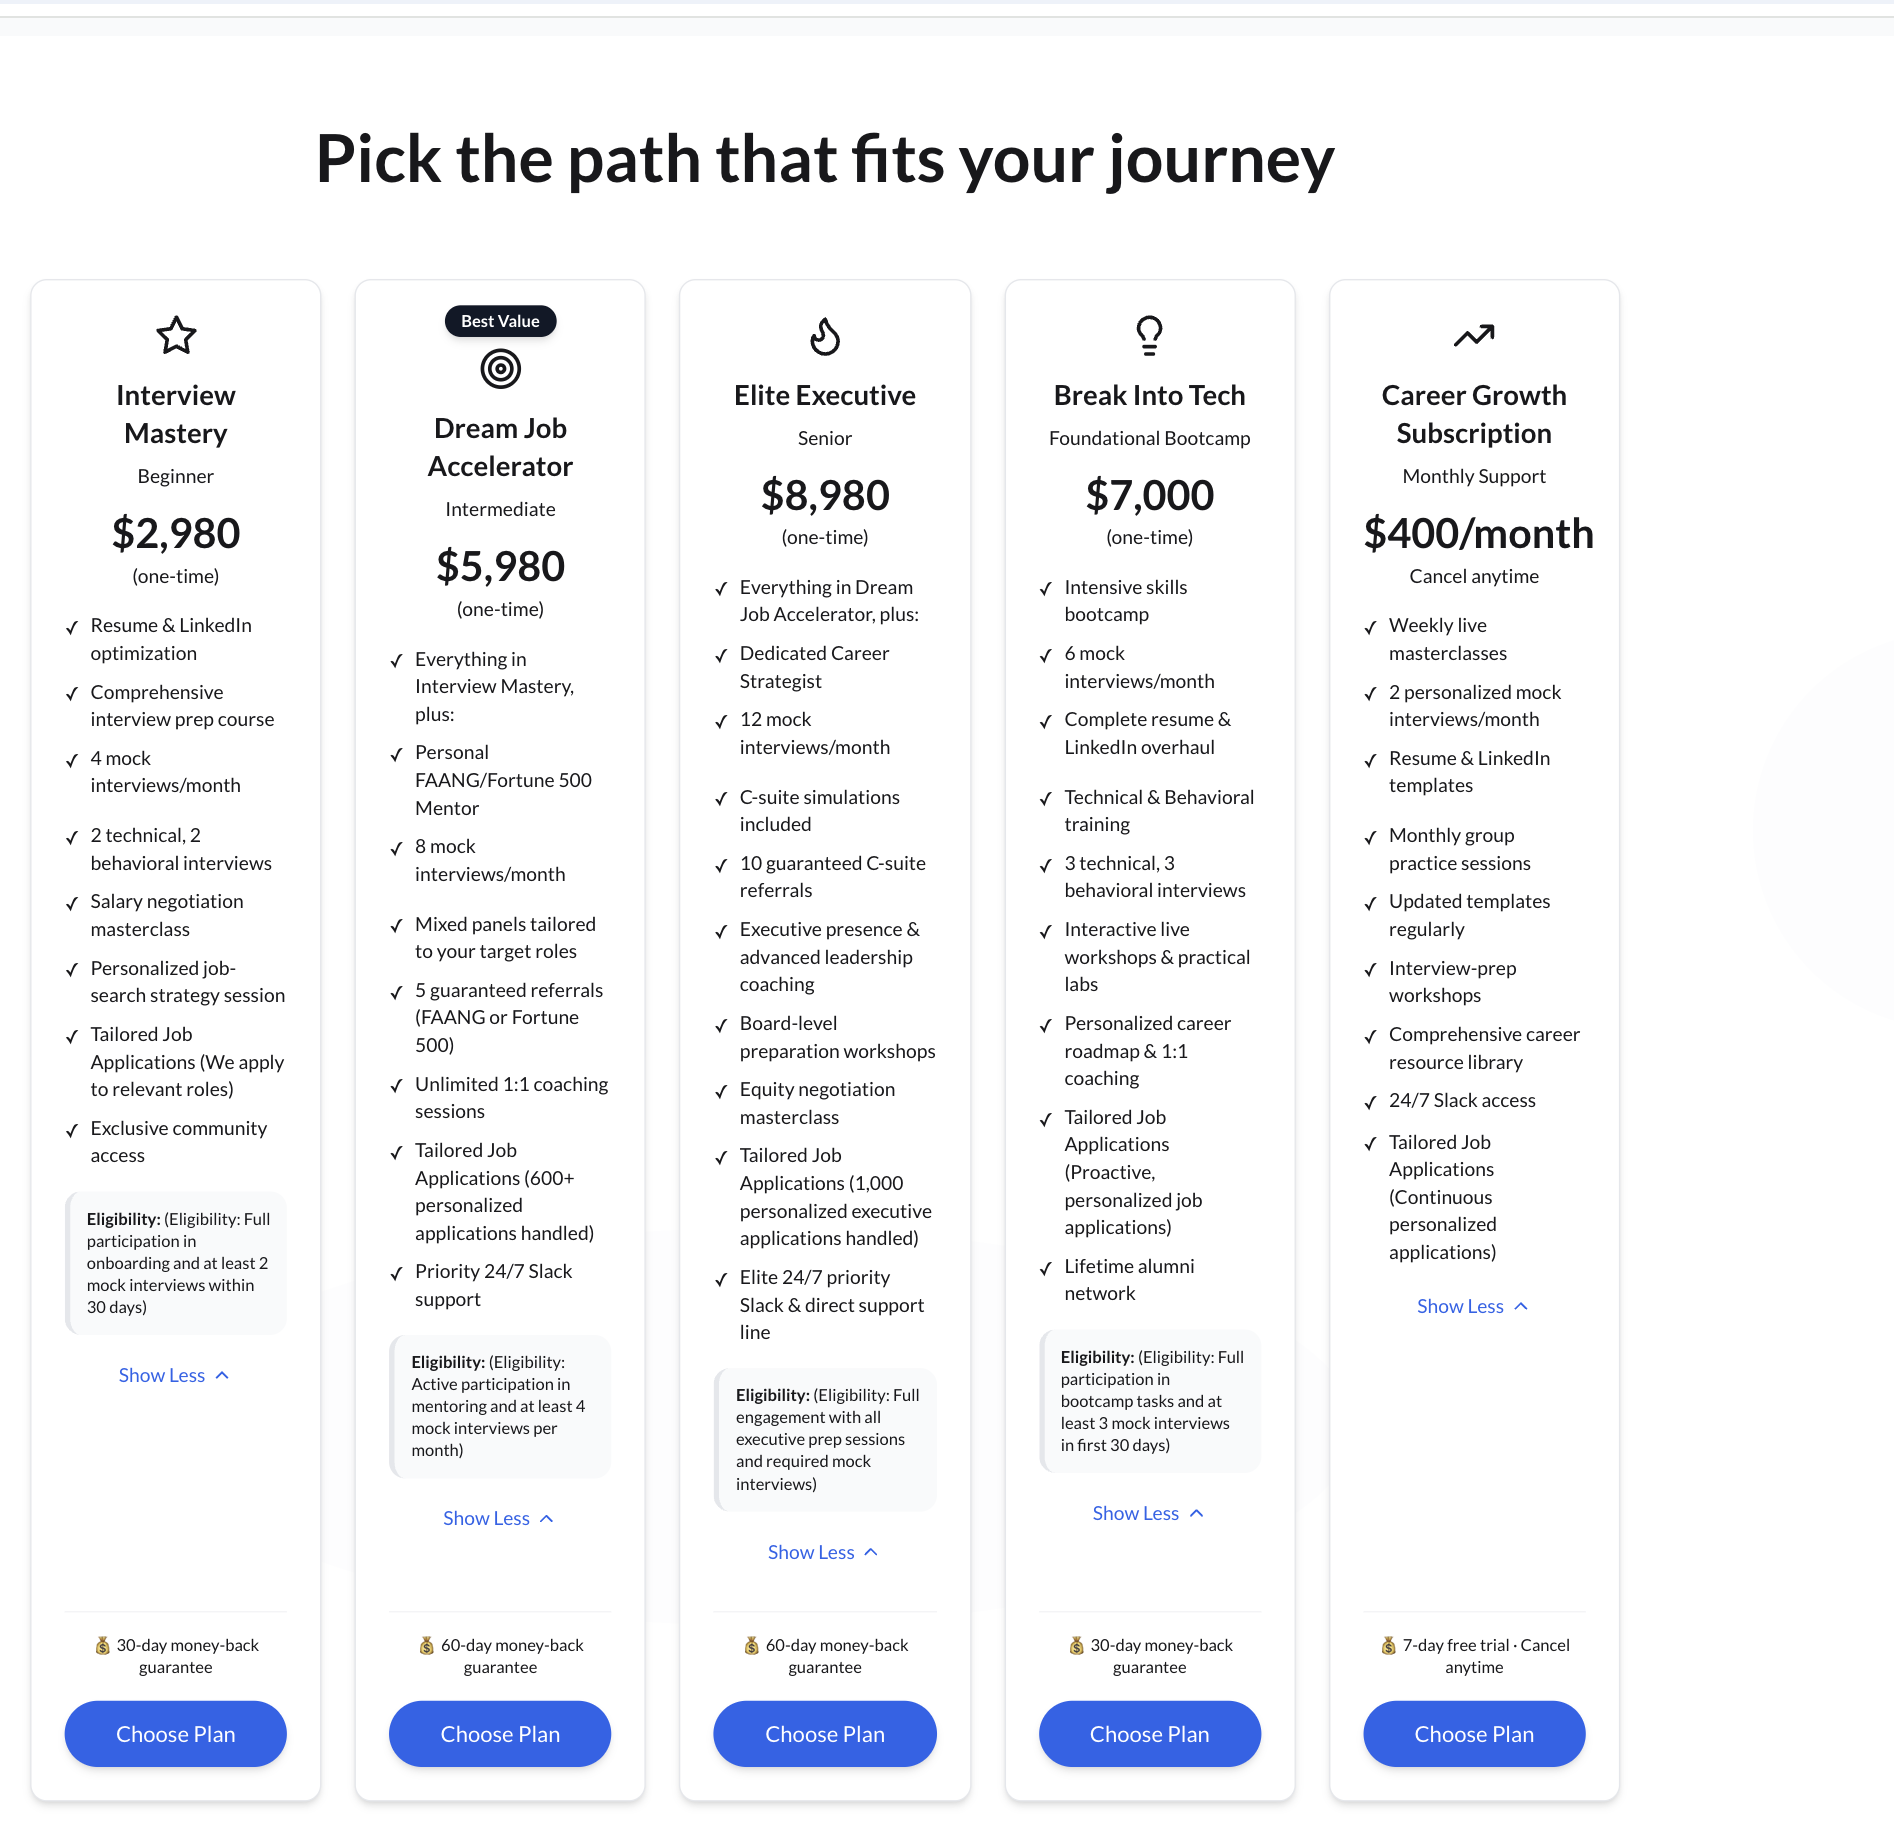 Pick the path that fits your journey
Interview
Mastery
Beginner
$2,980
(one-time)
Resume & LinkedIn
optimization
Comprehensive
interview prep course
4 mock
interviews/month
2 technical, 2
behavioral interviews
Salary negotiation
masterclass
Personalized job-
search strategy session
Tailored Job
Applications (We apply
to relevant roles)
Exclusive community
access
Eligibility: (Eligibility: Full
participation in
onboarding and at least 2
mock interviews within
30 days)
Show Less
30-day money-back
guarantee
Choose Plan
Best Value
Dream Job
Accelerator
Intermediate
$5,980
(one-time)
Everything in
Interview Mastery,
plus:
Personal
FAANG/Fortune 500
Mentor
8 mock
interviews/month
Mixed panels tailored
to your target roles
5 guaranteed referrals
(FAANG or Fortune
500)
Unlimited 1:1 coaching
sessions
Tailored Job
Applications (600+
personalized
applications handled)
Priority 24/7 Slack
support
Eligibility: (Eligibility:
Active participation in
mentoring and at least 4
mock interviews per
month)
Show Less
60-day money-back
guarantee
Choose Plan
Elite Executive
Senior
$8,980
(one-time)
Everything in Dream
Job Accelerator, plus:
Dedicated Career
Strategist
12 mock
interviews/month
C-suite simulations
included
10 guaranteed C-suite
referrals
Executive presence &
advanced leadership
coaching
Board-level
preparation workshops
Equity negotiation
masterclass
Tailored Job
Applications (1,000
personalized executive
applications handled)
Elite 24/7 priority
Slack & direct support
line
Eligibility: (Eligibility: Full
engagement with all
executive prep sessions
and required mock
interviews)
Show Less
60-day money-back
guarantee
Choose Plan
Break Into Tech
Foundational Bootcamp
$7,000
(one-time)
Intensive skills
bootcamp
6 mock
interviews/month
Complete resume &
LinkedIn overhaul
Technical & Behavioral
training
3 technical, 3
behavioral interviews
Interactive live
workshops & practical
labs
Personalized career
roadmap & 1:1
coaching
Tailored Job
Applications
(Proactive,
personalized job
applications)
Lifetime alumni
network
Eligibility: (Eligibility: Full
participation in
bootcamp tasks and at
least 3 mock interviews
in first 30 days)
Show Less
30-day money-back
guarantee
Choose Plan
Career Growth
Subscription
Monthly Support
$400/month
Cancel anytime
Weekly live
masterclasses
2 personalized mock
interviews/month
Resume & LinkedIn
templates
Monthly group
practice sessions
Updated templates
regularly
Interview-prep
workshops
Comprehensive career
resource library
24/7 Slack access
Tailored Job
Applications
(Continuous
personalized
applications)
Show Less
7-day free trial · Cancel
anytime
Choose Plan